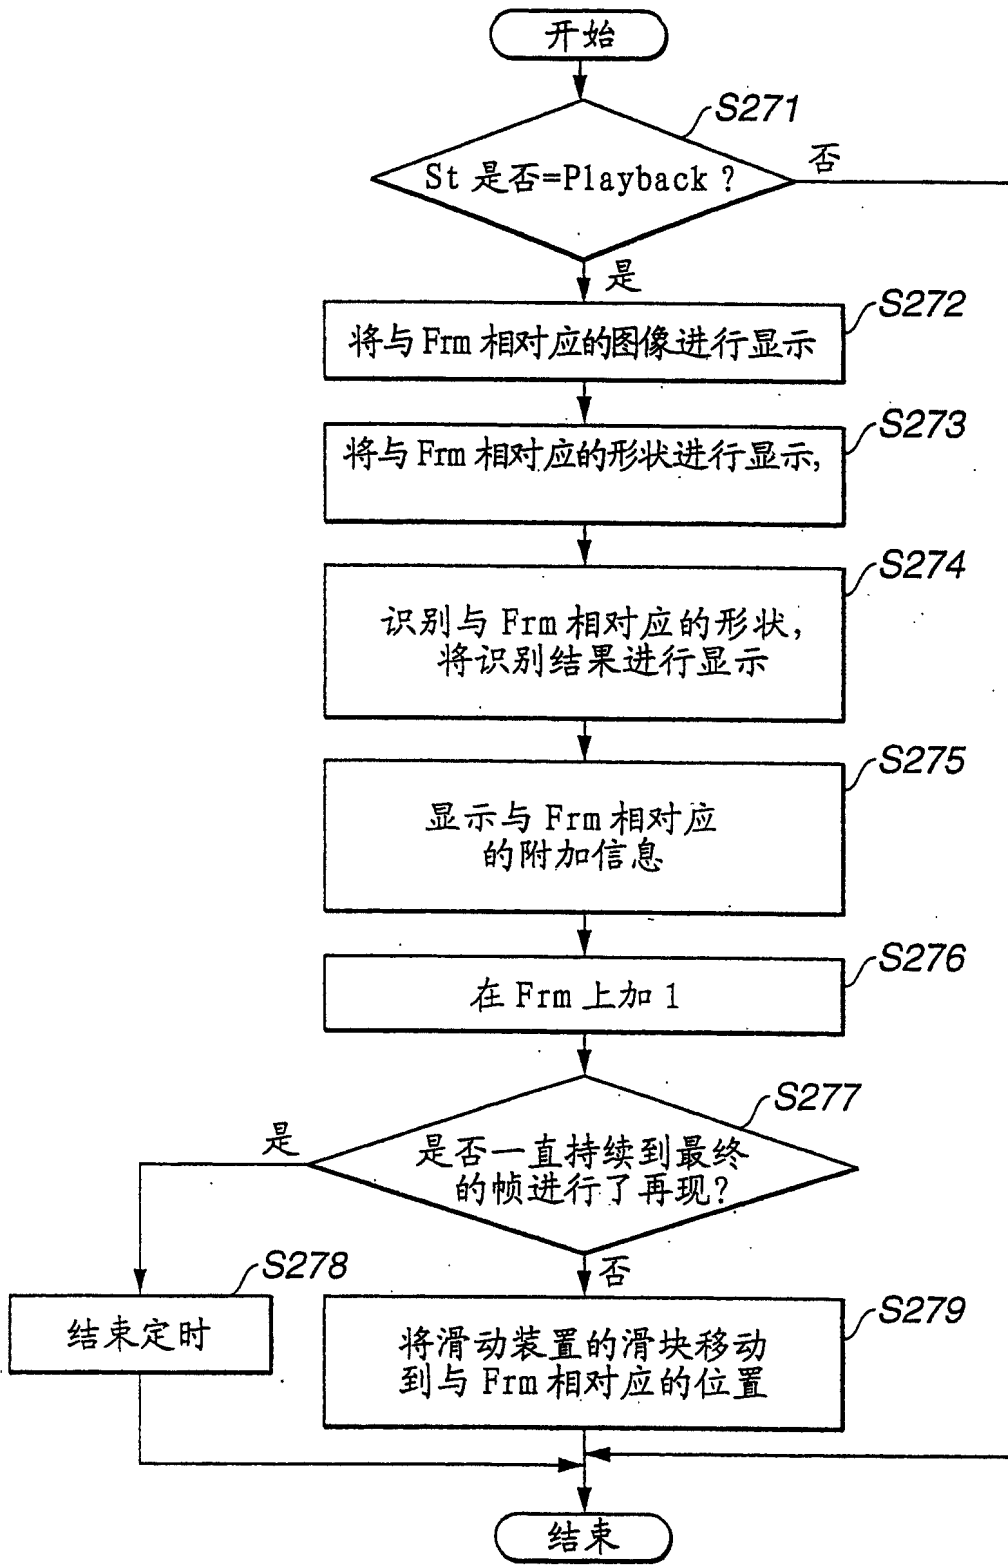 开始
S271
St 是否=Playback ?
否
是
S272
将与 Frm 相对应的图像进行显示
S273
将与 Frm 相对应的形状进行显示,
S274
识别与 Frm 相对应的形状,
将识别结果进行显示
S275
显示与 Frm 相对应
的附加信息
S276
在 Frm 上加 1
S277
是
是否一直持续到最终
的帧进行了再现?
否
S278
结束定时
S279
将滑动装置的滑块移动
到与 Frm 相对应的位置
结束